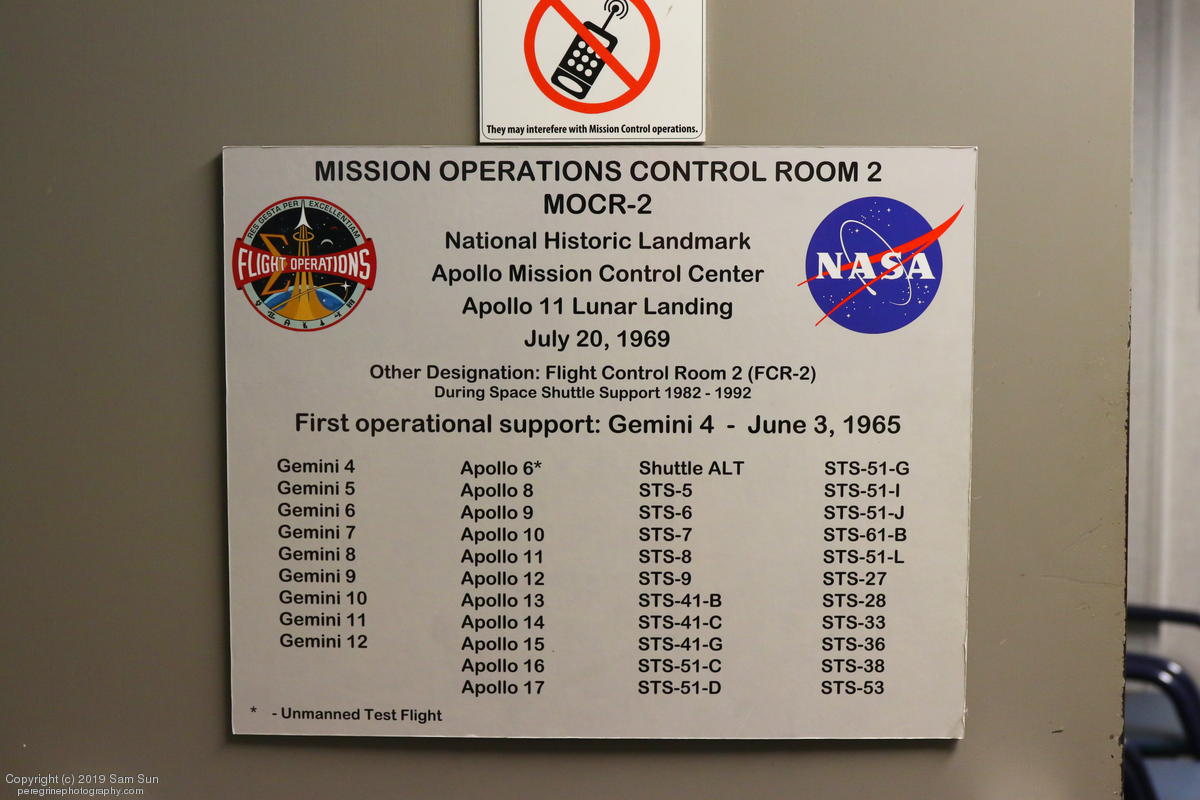 They may interefere with Mission Control operations.
MISSION OPERATIONS CONTROL ROOM 2
MOCR-2
RES GESTA PER EXCELLENTIAM
FLIGHT OPERATIONS
NASA
National Historic Landmark
Apollo Mission Control Center
Apollo 11 Lunar Landing
July 20, 1969
Other Designation: Flight Control Room 2 (FCR-2)
During Space Shuttle Support 1982 - 1992
First operational support: Gemini 4 - June 3, 1965
Gemini 4
Gemini 5
Gemini 6
Gemini 7
Gemini 8
Gemini 9
Gemini 10
Gemini 11
Gemini 12
Apollo 6*
Apollo 8
Apollo 9
Apollo 10
Apollo 11
Apollo 12
Apollo 13
Apollo 14
Apollo 15
Apollo 16
Apollo 17
Shuttle ALT
STS-5
STS-6
STS-7
STS-8
STS-9
STS-41-B
STS-41-C
STS-41-G
STS-51-C
STS-51-D
STS-51-G
STS-51-I
STS-51-J
STS-61-B
STS-51-L
STS-27
STS-28
STS-33
STS-36
STS-38
STS-53
* - Unmanned Test Flight
Copyright (c) 2019 Sam Sun
peregrinephotography.com